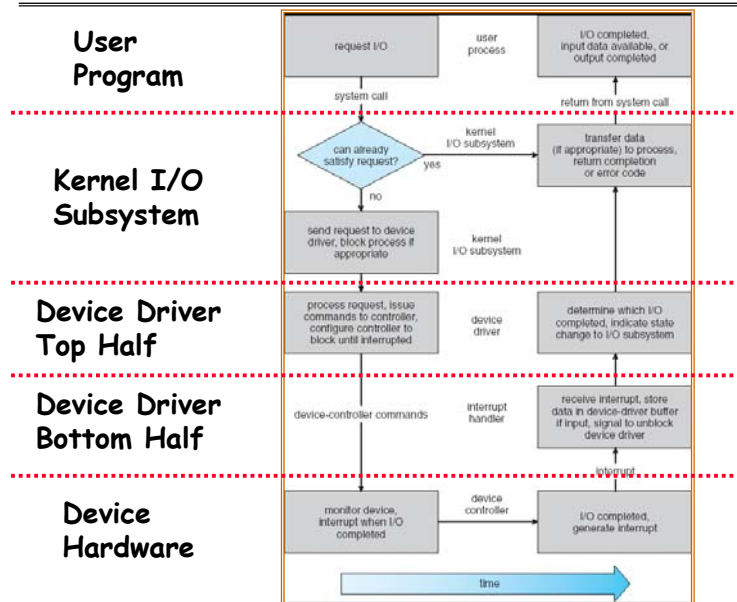 User
Program
request I/O
user
process
I/O completed,
input data available, or
output completed
system call
return from system call
Kernel I/O
Subsystem
can already
satisfy request?
yes
no
kernel
I/O subsystem
transfer data
(if appropriate) to process,
return completion
or error code
send request to device
driver, block process if
appropriate
kernel
I/O subsystem
Device Driver
Top Half
process request, issue
commands to controller,
configure controller to
block until interrupted
device
driver
determine which I/O
completed, indicate state
change to I/O subsystem
Device Driver
Bottom Half
device-controller commands
interrupt
handler
receive interrupt, store
data in device-driver buffer
if input, signal to unblock
device driver
interrupt
Device
Hardware
monitor device,
interrupt when I/O
completed
device
controller
I/O completed,
generate interrupt
time